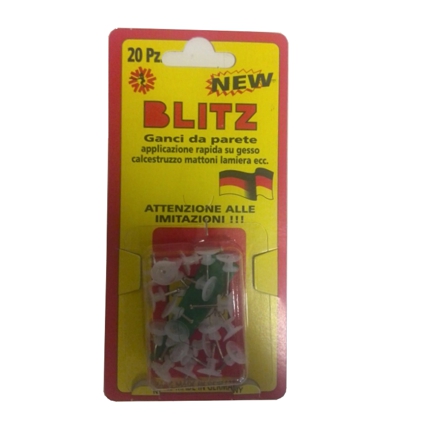 20 Pz.
NEW
BLITZ
Ganci da parete
applicazione rapida su gesso
calcestruzzo mattoni lamiera ecc.
ATTENZIONE ALLE
IMITAZIONI !!!